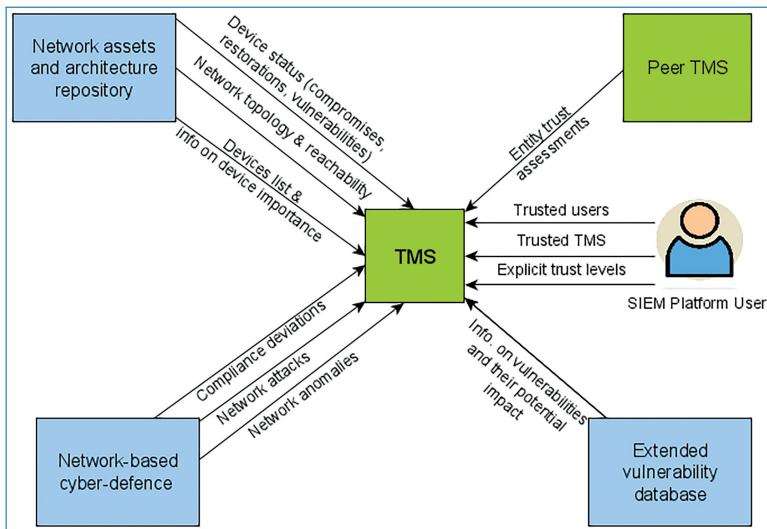 Network assets
and architecture
repository
Device status (compromises,
restorations, vulnerabilities)
Network topology & reachability
Devices list &
info on device importance
Peer TMS
Entity trust
assessments
Trusted users
Trusted TMS
Explicit trust levels
SIEM Platform User
TMS
Compliance deviations
Network attacks
Network anomalies
Info. on vulnerabilities
and their potential
impact
Network-based
cyber-defence
Extended
vulnerability
database